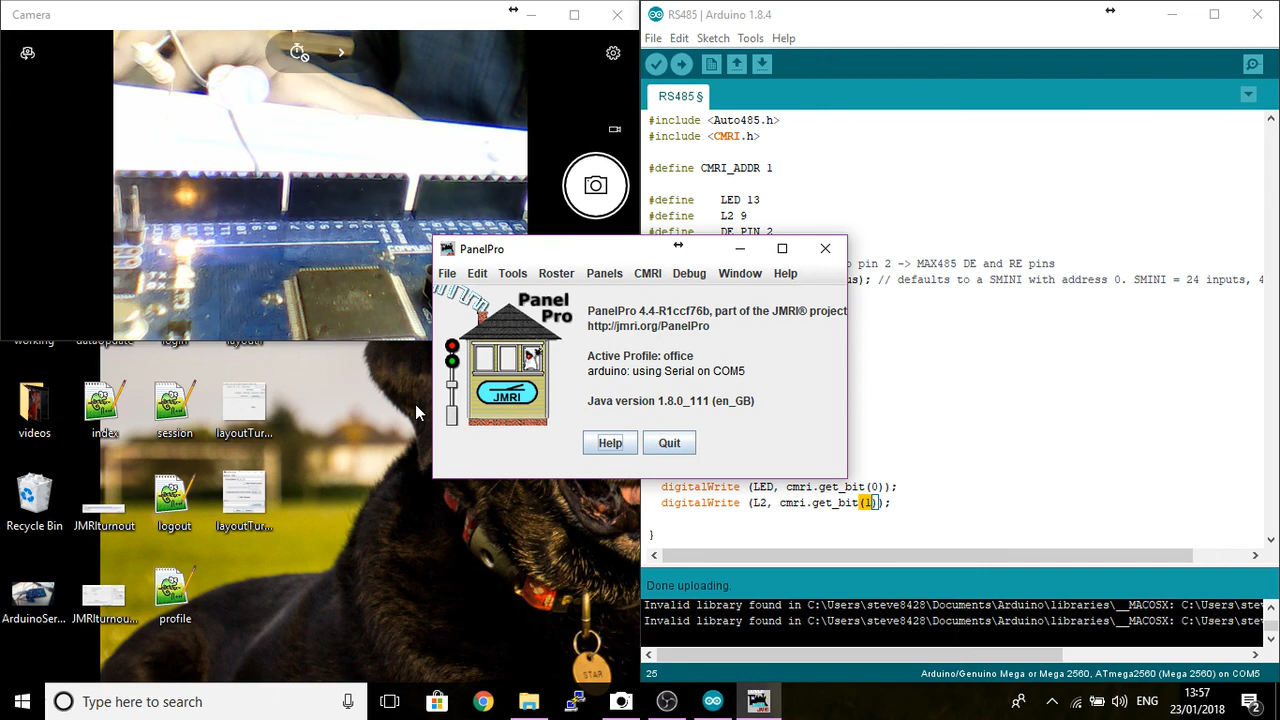 Camera
RS485 | Arduino 1.8.4
File Edit Sketch Tools Help
RS485 §
#include <Auto485.h>
#include <CMRI.h>
#define CMRI_ADDR 1
#define LED 13
#define L2 9
#define DE_PIN 2
pin 2 -> MAX485 DE and RE pins
us); // defaults to a SMINI with address 0. SMINI = 24 inputs, 4
PanelPro
File Edit Tools Roster Panels CMRI Debug Window Help
Panel
Pro
JMRI
PanelPro 4.4-R1ccf76b, part of the JMRI® project
http://jmri.org/PanelPro
Active Profile: office
arduino: using Serial on COM5
Java version 1.8.0_111 (en_GB)
Help Quit
digitalWrite (LED, cmri.get_bit(0));
digitalWrite (L2, cmri.get_bit(1));
}
Done uploading.
Invalid library found in C:\Users\steve8428\Documents\Arduino\libraries\__MACOSX: C:\Users\stev
Invalid library found in C:\Users\steve8428\Documents\Arduino\libraries\__MACOSX: C:\Users\stev
25 Arduino/Genuino Mega or Mega 2560, ATmega2560 (Mega 2560) on COM5
videos index session layoutTur...
Recycle Bin JMRIturnout logout layoutTur...
ArduinoSer... JMRIturnou... profile
STAR
Type here to search
ENG
13:57
23/01/2018
2